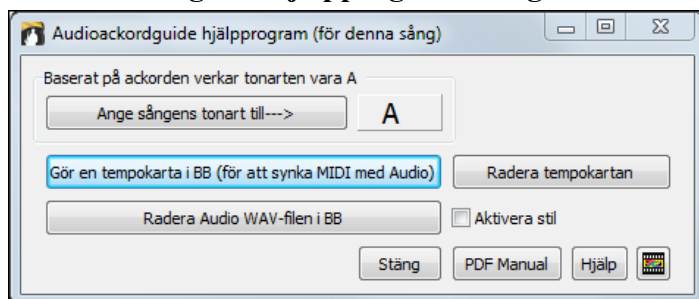 Audioackordguide hjälpprogram (för denna sång)
Baserat på ackorden verkar tonarten vara A
Ange sångens tonart till---> A
Gör en tempokarta i BB (för att synka MIDI med Audio) Radera tempokartan
Radera Audio WAV-filen i BB Aktivera stil
Stäng PDF Manual Hjälp